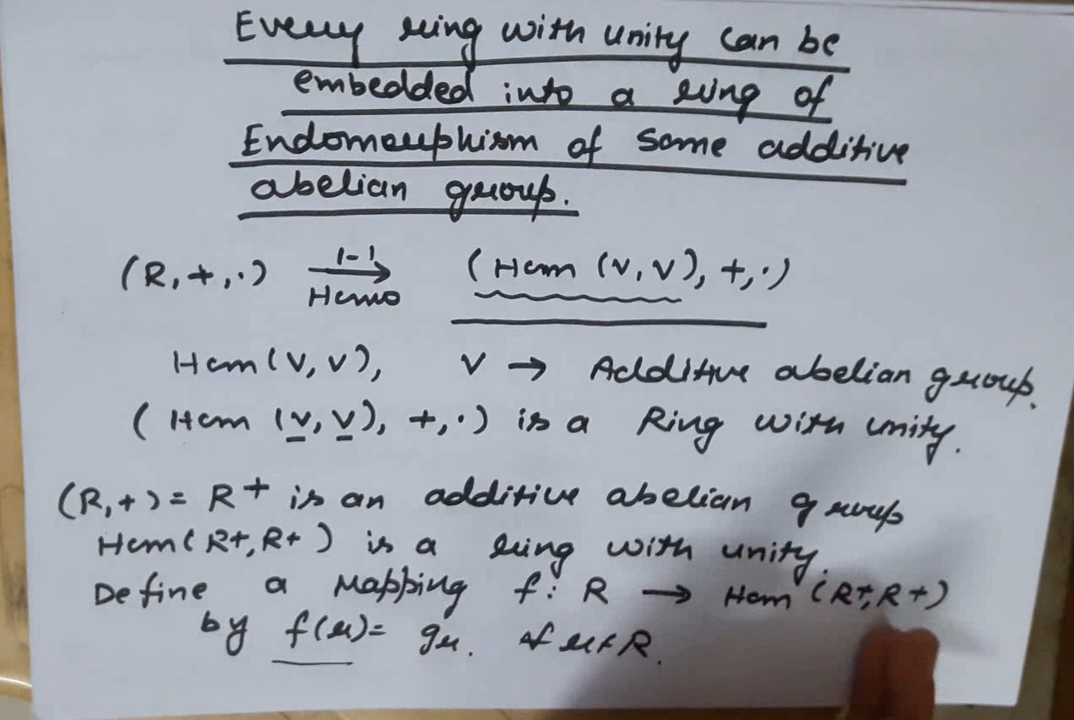 Every ring with unity can be
embedded into a ring of
Endomorphism of some additive
abelian group.
(R, +, ·) 1-1 → Homo (Hom (V, V), +, ·)
Hom (V, V), V → Additive abelian group.
(Hom (V, V), +, ·) is a Ring with unity.
(R, +) = R+ is an additive abelian group
Hom (R+, R+) is a ring with unity.
Define a Mapping f: R → Hom (R+, R+)
by f(r) = gr. ∀ r ∈ R.